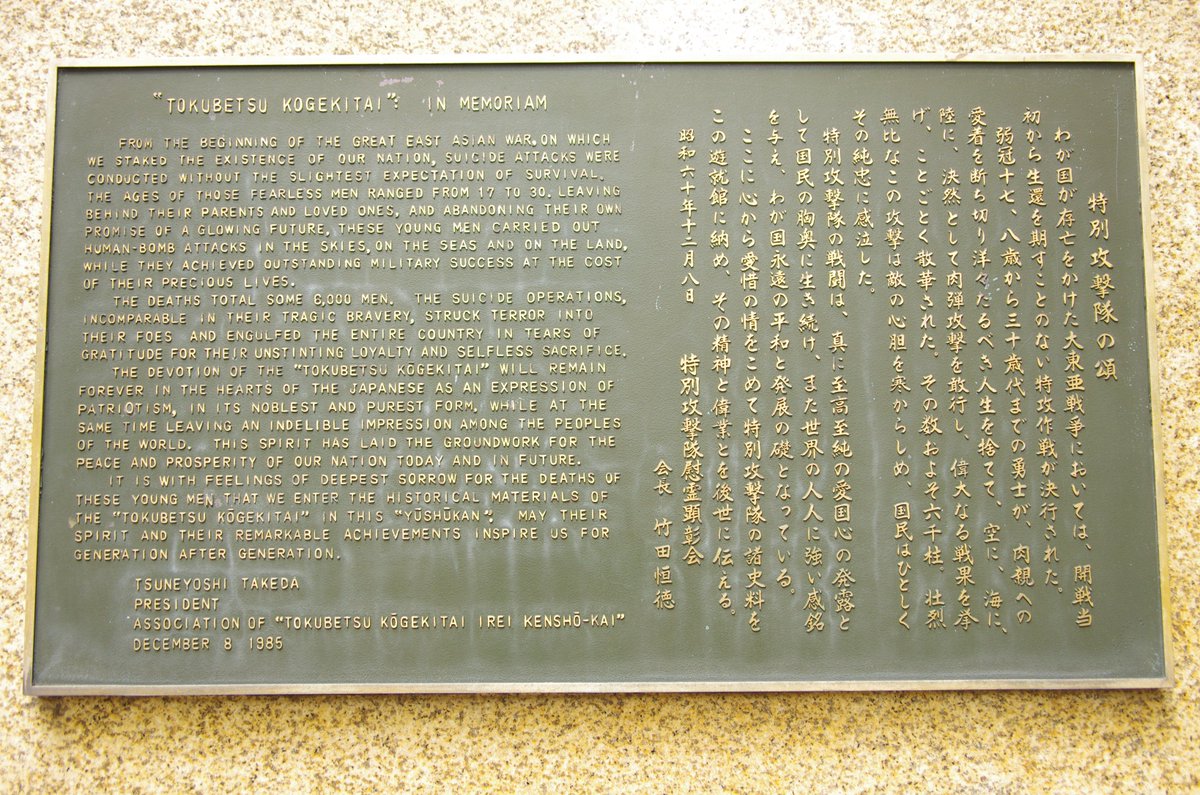 "TOKUBETSU KOGEKITAI": IN MEMORIAM
FROM THE BEGINNING OF THE GREAT EAST ASIAN WAR, ON WHICH
WE STAKED THE EXISTENCE OF OUR NATION, SUICIDE ATTACKS WERE
CONDUCTED WITHOUT THE SLIGHTEST EXPECTATION OF SURVIVAL.
THE AGES OF THOSE FEARLESS MEN RANGED FROM 17 TO 30. LEAVING
BEHIND THEIR PARENTS AND LOVED ONES, AND ABANDONING THEIR OWN
PROMISE OF A GLOWING FUTURE, THESE YOUNG MEN CARRIED OUT
HUMAN-BOMB ATTACKS IN THE SKIES, ON THE SEAS AND ON THE LAND,
WHILE THEY ACHIEVED OUTSTANDING MILITARY SUCCESS AT THE COST
OF THEIR PRECIOUS LIVES.
THE DEATHS TOTAL SOME 6,000 MEN. THE SUICIDE OPERATIONS,
INCOMPARABLE IN THEIR TRAGIC BRAVERY, STRUCK TERROR INTO
THEIR FOES AND ENGULFED THE ENTIRE COUNTRY IN TEARS OF
GRATITUDE FOR THEIR UNSTINTING LOYALTY AND SELFLESS SACRIFICE.
THE DEVOTION OF THE "TOKUBETSU KŌGEKITAI" WILL REMAIN
FOREVER IN THE HEARTS OF THE JAPANESE AS AN EXPRESSION OF
PATRIOTISM, IN ITS NOBLEST AND PUREST FORM, WHILE AT THE
SAME TIME LEAVING AN INDELIBLE IMPRESSION AMONG THE PEOPLES
OF THE WORLD. THIS SPIRIT HAS LAID THE GROUNDWORK FOR THE
PEACE AND PROSPERITY OF OUR NATION TODAY AND IN FUTURE.
IT IS WITH FEELINGS OF DEEPEST SORROW FOR THE DEATHS OF
THESE YOUNG MEN, THAT WE ENTER THE HISTORICAL MATERIALS OF
THE "TOKUBETSU KŌGEKITAI" IN THIS "YŪSHŪKAN". MAY THEIR
SPIRIT AND THEIR REMARKABLE ACHIEVEMENTS INSPIRE US FOR
GENERATION AFTER GENERATION.
TSUNEYOSHI TAKEDA
PRESIDENT
ASSOCIATION OF "TOKUBETSU KŌGEKITAI IREI KENSHŌ-KAI"
DECEMBER 8 1985
特別攻撃隊の頌
わが国が存亡をかけた大東亜戦争においては、開戦当
初から生還を期すことのない特攻作戦が決行された。
弱冠十七、八歳から三十歳代までの勇士が、肉親への
愛着を断ち切り洋々たるべき人生を捨てて、空に、海に、
陸に、決然として肉弾攻撃を敢行し、偉大なる戦果を挙
げ、ことごとく散華された。その数およそ六千柱。壮烈
無比なこの攻撃は敵の心胆を寒からしめ、国民はひとしく
その純忠に感泣した。
特別攻撃隊の戦闘は、真に至高至純の愛国心の発露と
して国民の胸奥に生き続け、また世界の人人に強い感銘
を与え、わが国永遠の平和と発展の礎となっている。
ここに心から愛惜の情をこめて特別攻撃隊の諸史料を
この遊就館に納め、その精神と偉業とを後世に伝える。
昭和六十年十二月八日 特別攻撃隊慰霊顕彰会
会長 竹田恒徳